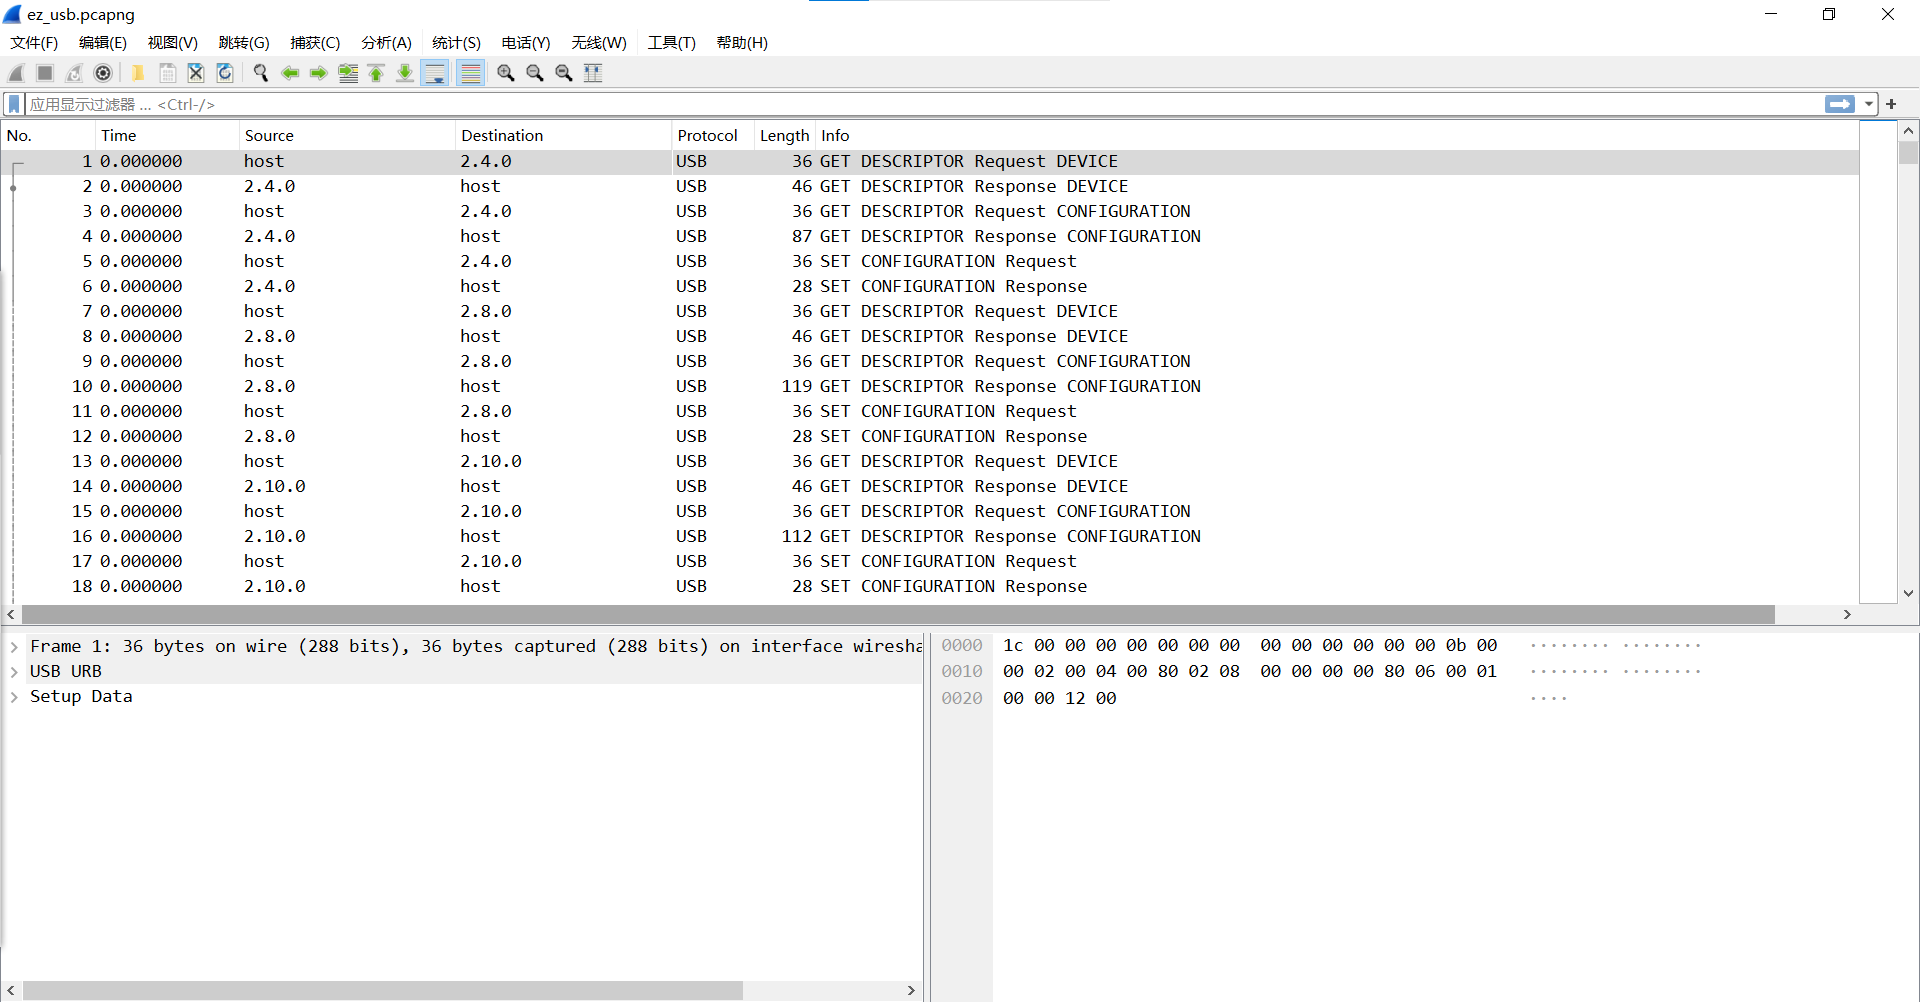 ez_usb.pcapng
文件(F) 编辑(E) 视图(V) 跳转(G) 捕获(C) 分析(A) 统计(S) 电话(Y) 无线(W) 工具(T) 帮助(H)
应用显示过滤器 … <Ctrl-/>
No. Time Source Destination Protocol Length Info
1 0.000000 host 2.4.0 USB 36 GET DESCRIPTOR Request DEVICE
2 0.000000 2.4.0 host USB 46 GET DESCRIPTOR Response DEVICE
3 0.000000 host 2.4.0 USB 36 GET DESCRIPTOR Request CONFIGURATION
4 0.000000 2.4.0 host USB 87 GET DESCRIPTOR Response CONFIGURATION
5 0.000000 host 2.4.0 USB 36 SET CONFIGURATION Request
6 0.000000 2.4.0 host USB 28 SET CONFIGURATION Response
7 0.000000 host 2.8.0 USB 36 GET DESCRIPTOR Request DEVICE
8 0.000000 2.8.0 host USB 46 GET DESCRIPTOR Response DEVICE
9 0.000000 host 2.8.0 USB 36 GET DESCRIPTOR Request CONFIGURATION
10 0.000000 2.8.0 host USB 119 GET DESCRIPTOR Response CONFIGURATION
11 0.000000 host 2.8.0 USB 36 SET CONFIGURATION Request
12 0.000000 2.8.0 host USB 28 SET CONFIGURATION Response
13 0.000000 host 2.10.0 USB 36 GET DESCRIPTOR Request DEVICE
14 0.000000 2.10.0 host USB 46 GET DESCRIPTOR Response DEVICE
15 0.000000 host 2.10.0 USB 36 GET DESCRIPTOR Request CONFIGURATION
16 0.000000 2.10.0 host USB 112 GET DESCRIPTOR Response CONFIGURATION
17 0.000000 host 2.10.0 USB 36 SET CONFIGURATION Request
18 0.000000 2.10.0 host USB 28 SET CONFIGURATION Response
Frame 1: 36 bytes on wire (288 bits), 36 bytes captured (288 bits) on interface wiresha
USB URB
Setup Data
0000 1c 00 00 00 00 00 00 00 00 00 00 00 00 00 0b 00 ········ ········
0010 00 02 00 04 00 80 02 08 00 00 00 00 80 06 00 01 ········ ········
0020 00 00 12 00 ····